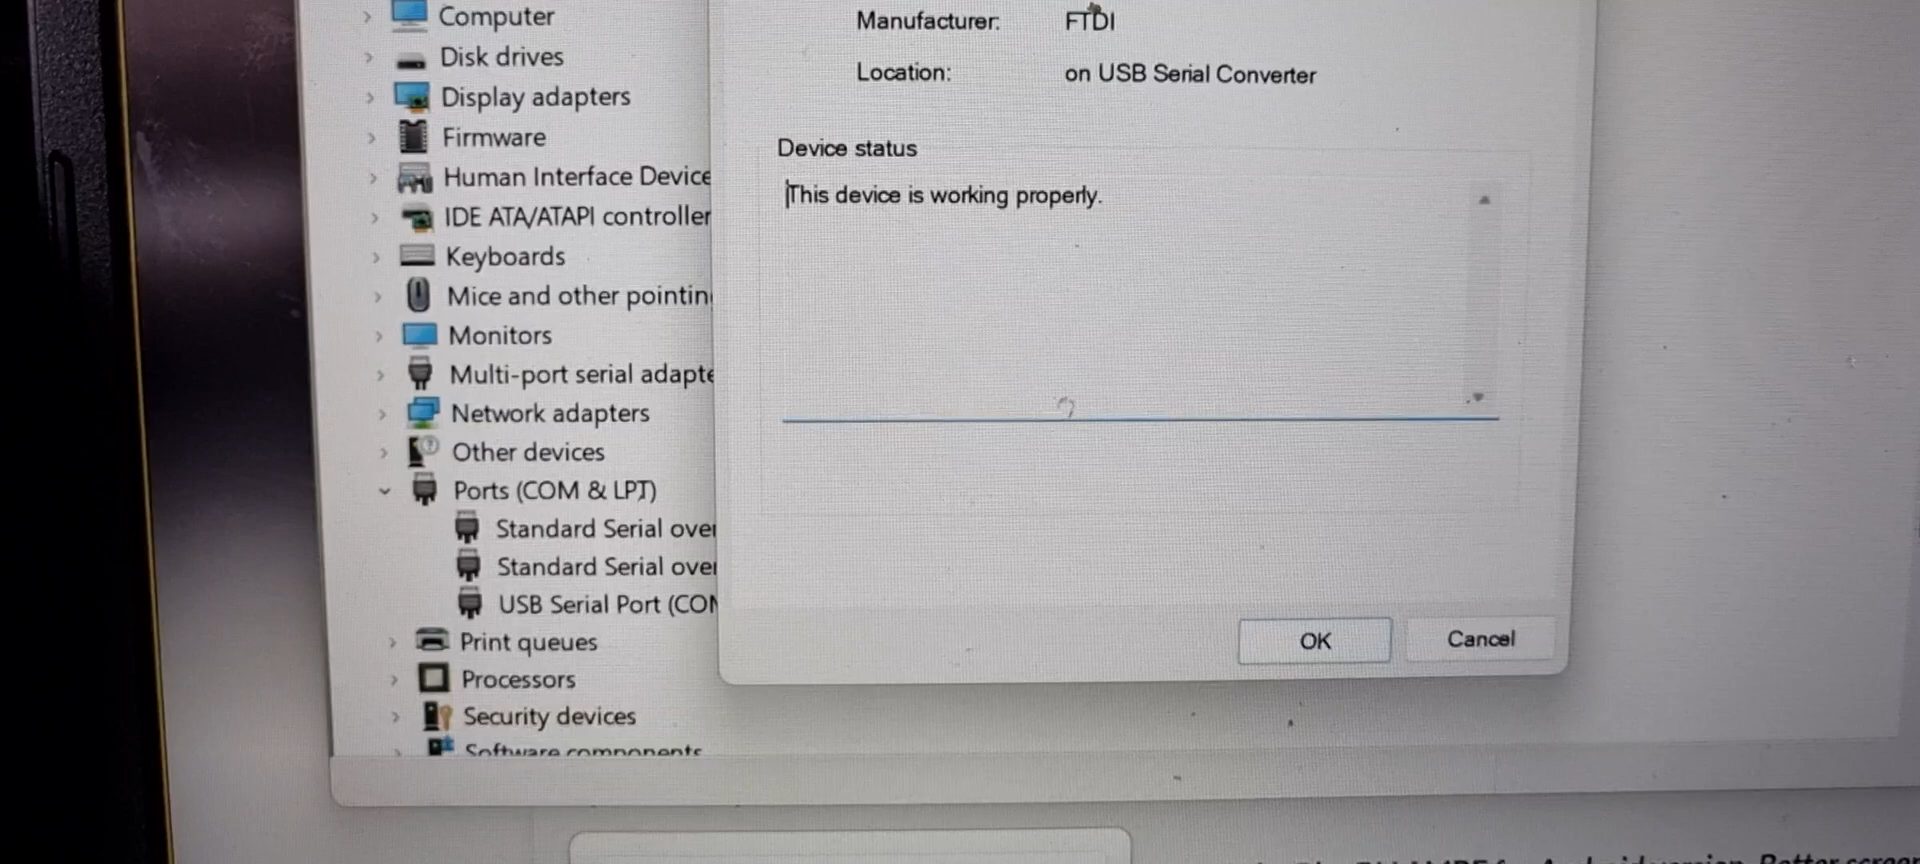 Computer
Disk drives
Display adapters
Firmware
Human Interface Device
IDE ATA/ATAPI controller
Keyboards
Mice and other pointin
Monitors
Multi-port serial adapte
Network adapters
Other devices
Ports (COM & LPT)
Standard Serial over
Standard Serial over
USB Serial Port (COM
Print queues
Processors
Security devices
Software components
Manufacturer: FTDI
Location: on USB Serial Converter
Device status
This device is working properly.
OK Cancel